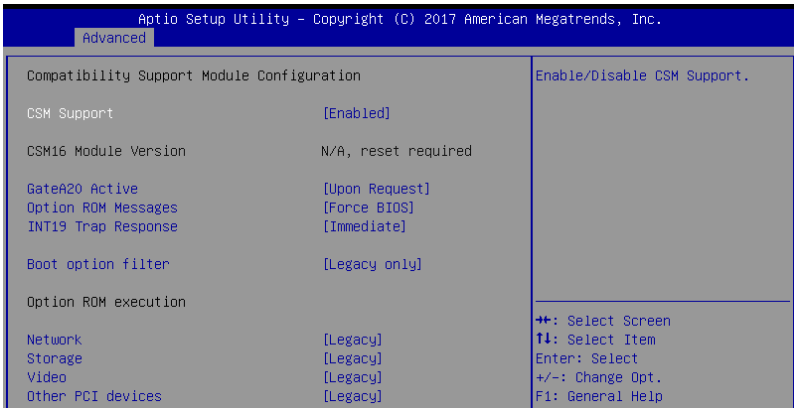 Aptio Setup Utility – Copyright (C) 2017 American Megatrends, Inc.
Advanced
Compatibility Support Module Configuration
Enable/Disable CSM Support.
CSM Support [Enabled]
CSM16 Module Version N/A, reset required
GateA20 Active [Upon Request]
Option ROM Messages [Force BIOS]
INT19 Trap Response [Immediate]
Boot option filter [Legacy only]
Option ROM execution
Network [Legacy]
Storage [Legacy]
Video [Legacy]
Other PCI devices [Legacy]
→←: Select Screen
↑↓: Select Item
Enter: Select
+/-: Change Opt.
F1: General Help